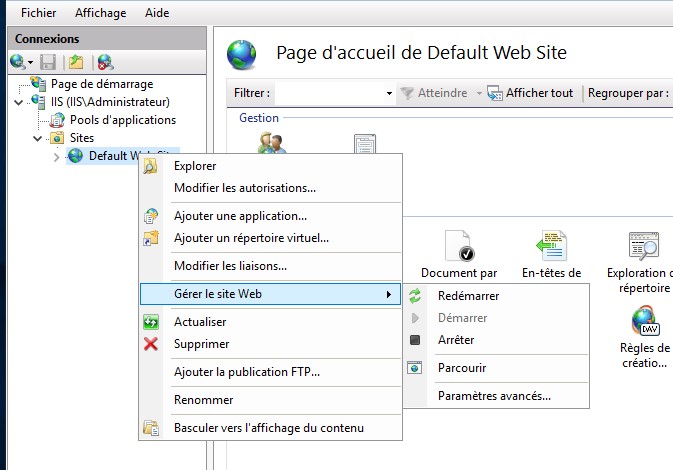 Fichier Affichage Aide
Connexions
Page de démarrage
IIS (IIS\Administrateur)
Pools d'applications
Sites
Default Web Sit
Page d'accueil de Default Web Site
Filtrer : Atteindre Afficher tout Regrouper par :
Gestion
Explorer
Modifier les autorisations...
Ajouter une application...
Ajouter un répertoire virtuel...
Modifier les liaisons...
Gérer le site Web
Actualiser
Supprimer
Ajouter la publication FTP...
Renommer
Basculer vers l'affichage du contenu
Redémarrer
Démarrer
Arrêter
Parcourir
Paramètres avancés...
Document par
En-têtes de
Exploration
répertoire
DAV
Règles de
créatio...